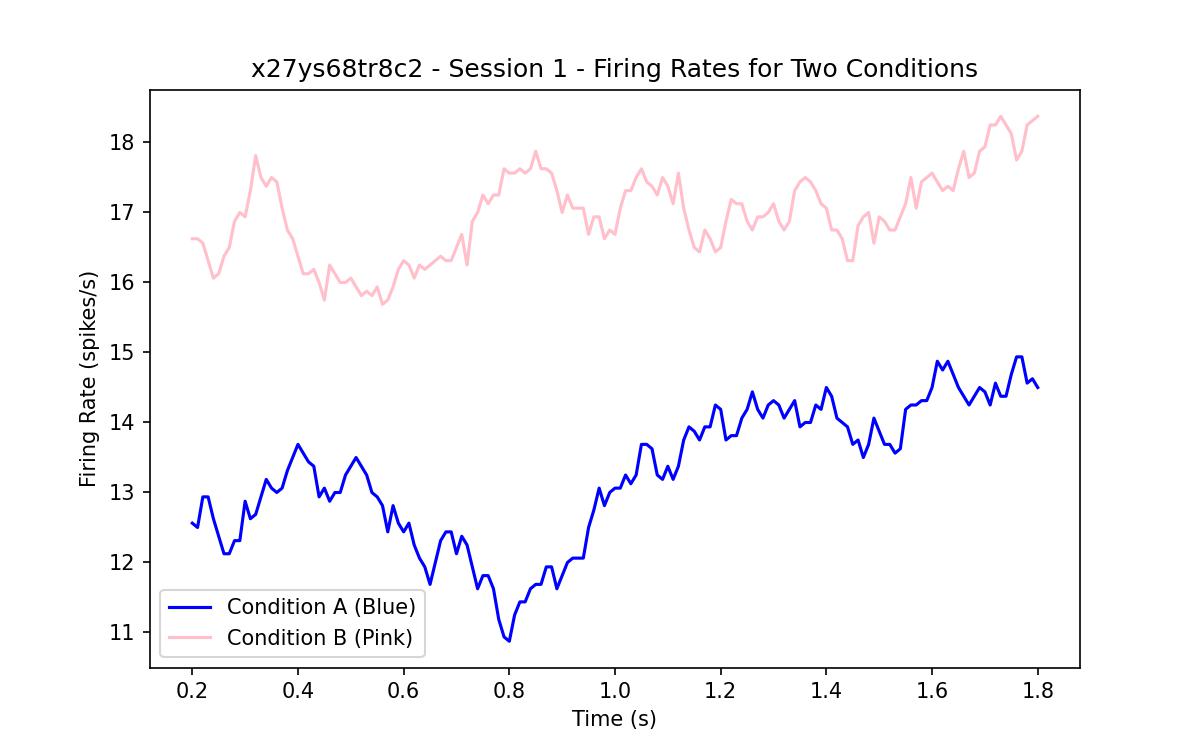 x27ys68tr8c2 - Session 1 - Firing Rates for Two Conditions
Firing Rate (spikes/s)
18
17
16
15
14
13
12
11
Condition A (Blue)
Condition B (Pink)
0.2 0.4 0.6 0.8 1.0 1.2 1.4 1.6 1.8
Time (s)